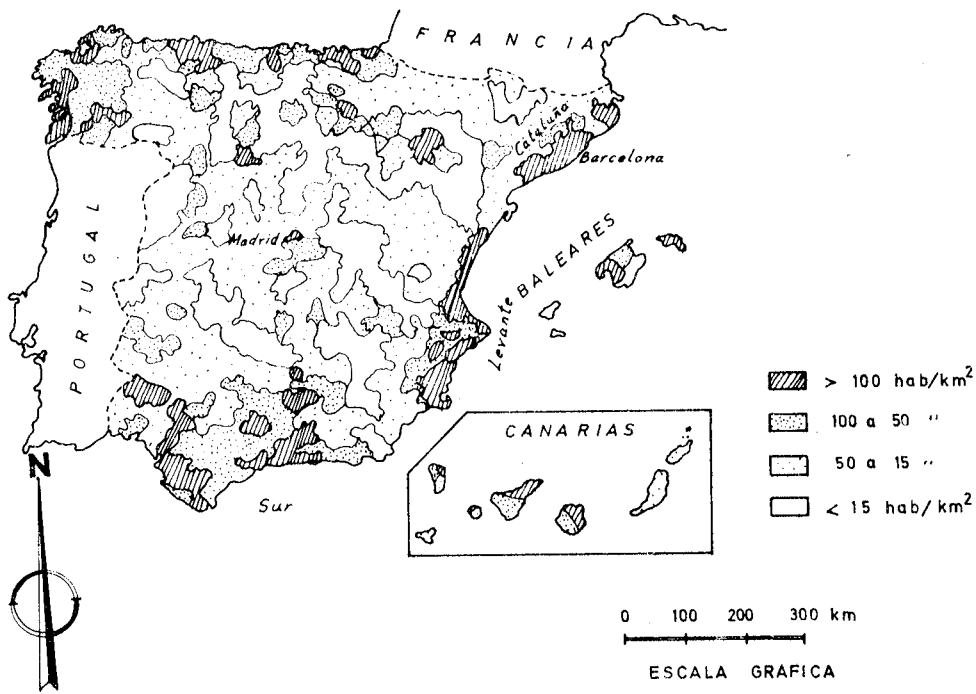 FRANCIA
Cataluña
Barcelona
PORTUGAL
Madrid
BALEARES
Levante
> 100 hab/km²
100 a 50 "
50 a 15 "
< 15 hab/km²
CANARIAS
N
Sur
0 100 200 300 km
ESCALA GRAFICA